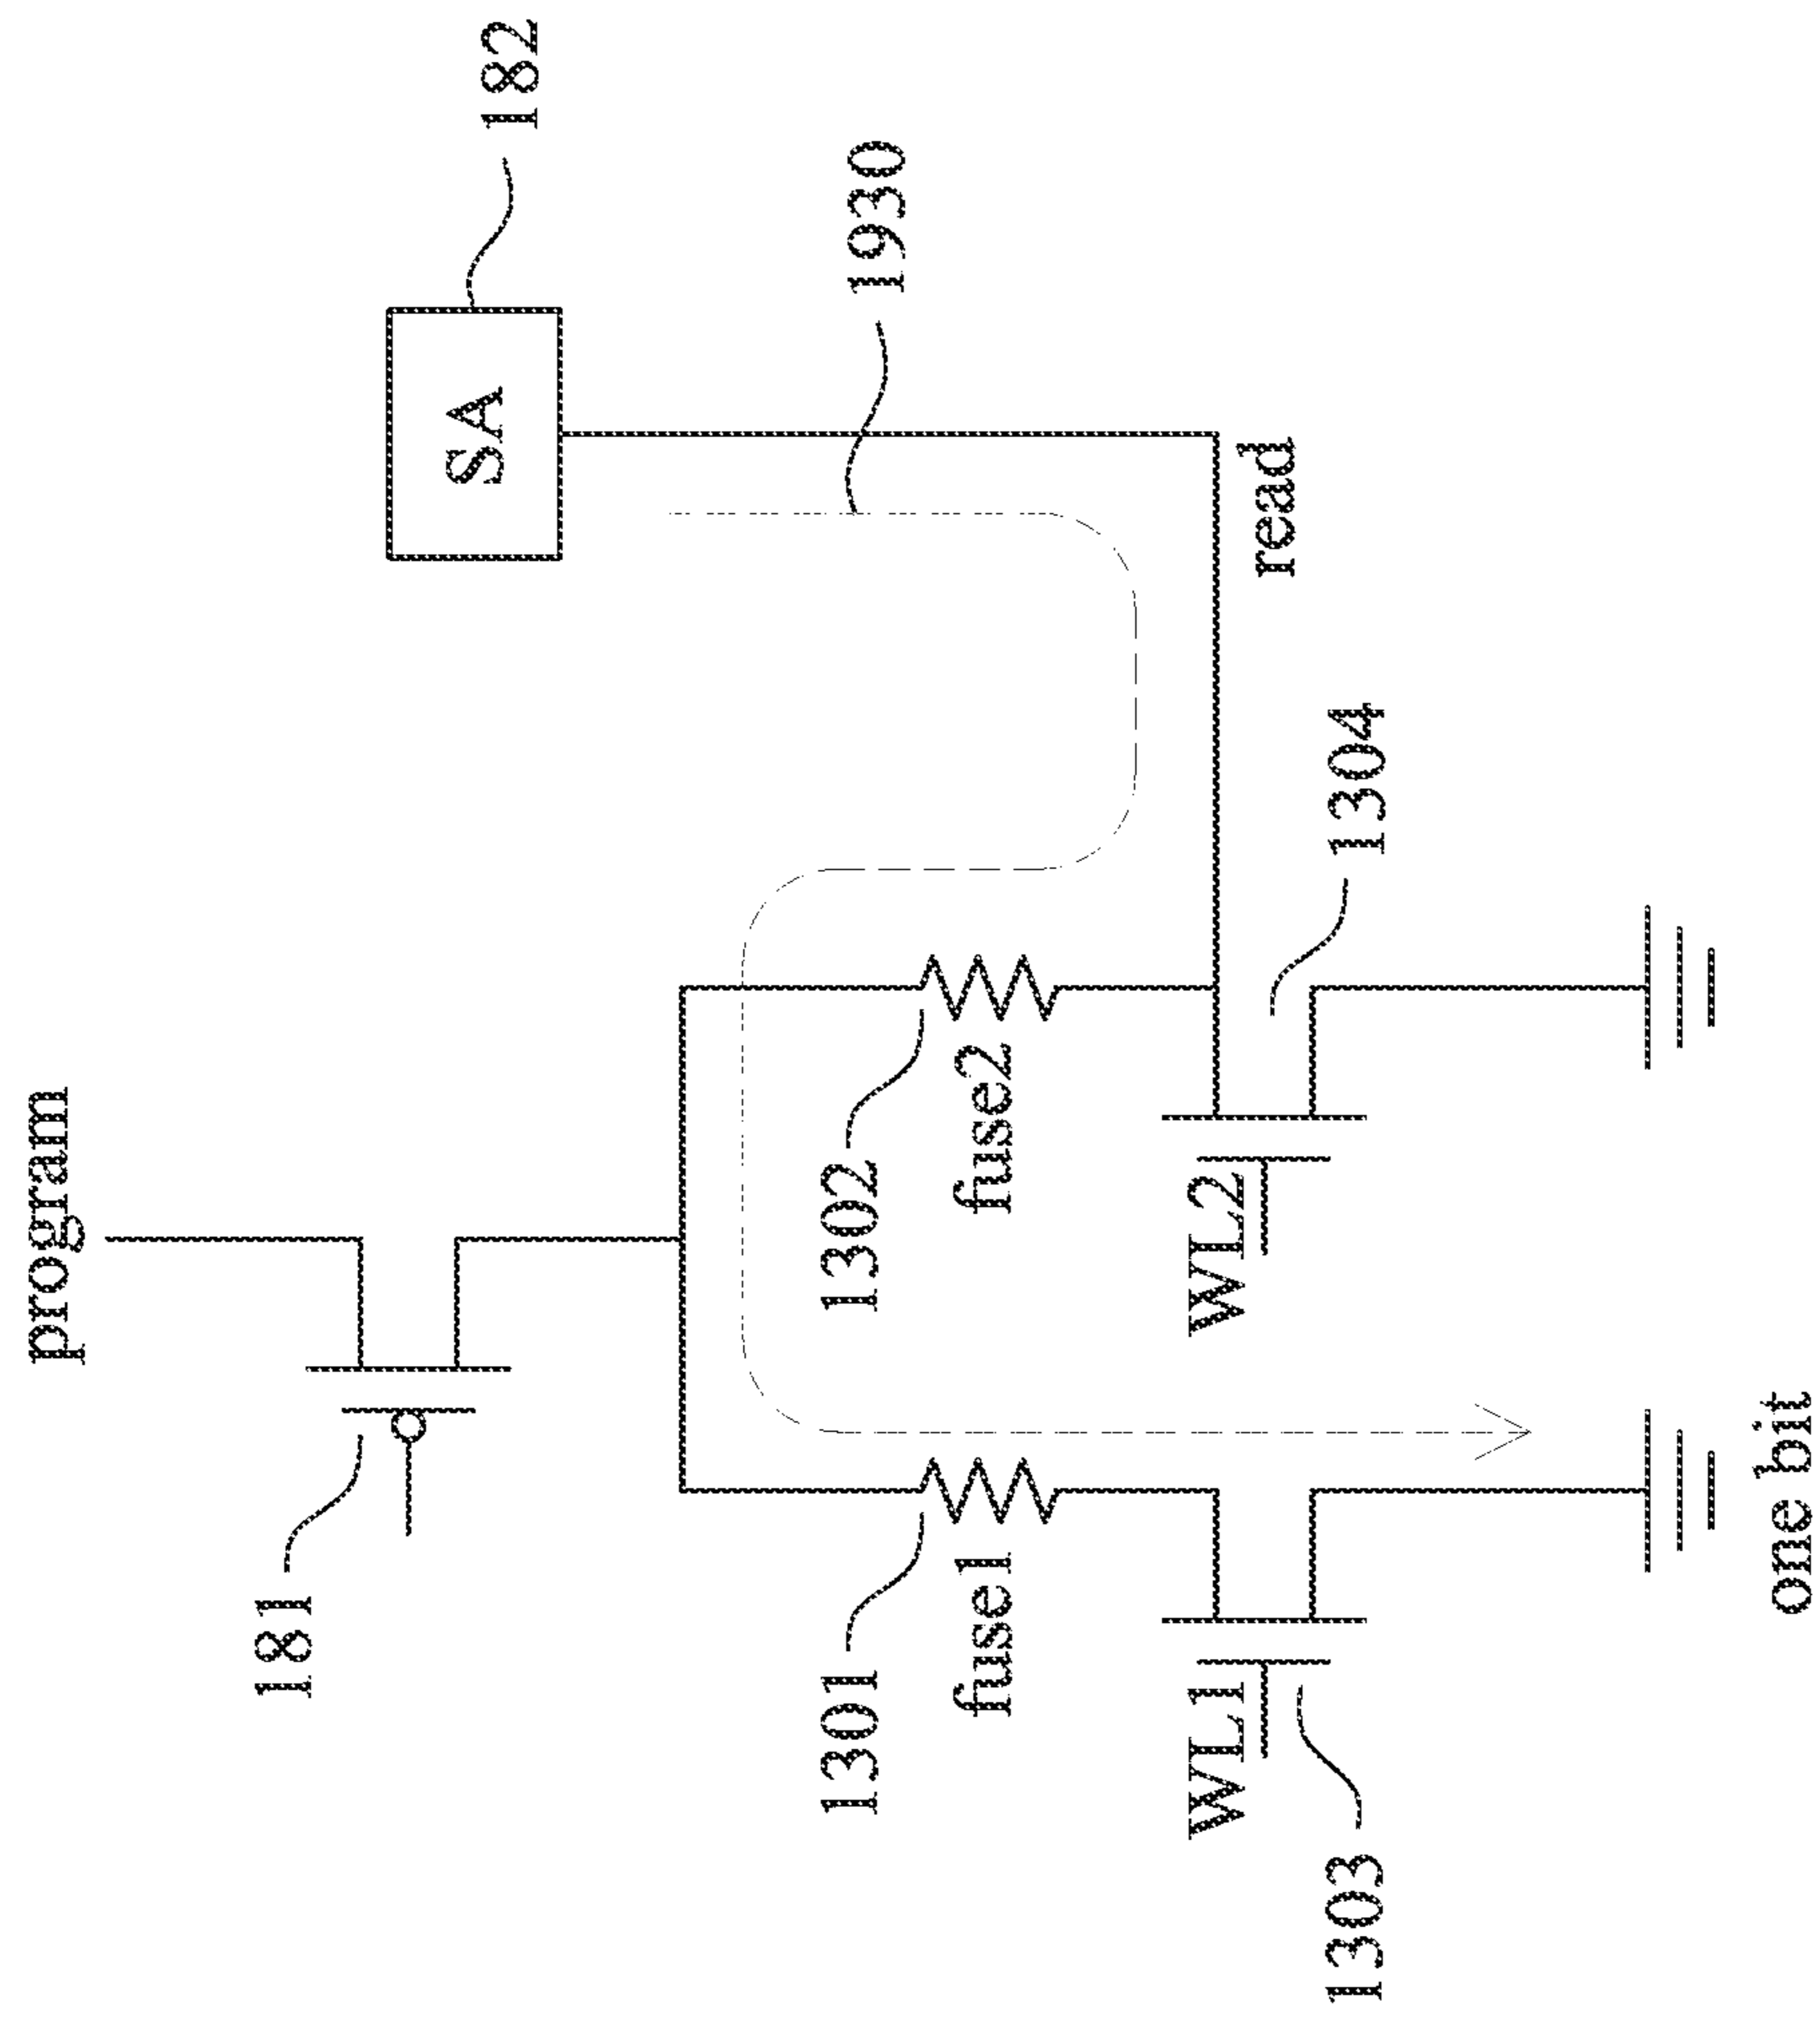 program
181
SA
182
1930
1301
fuse1
1302
fuse2
WL1
1303
WL2
1304
read
one bit